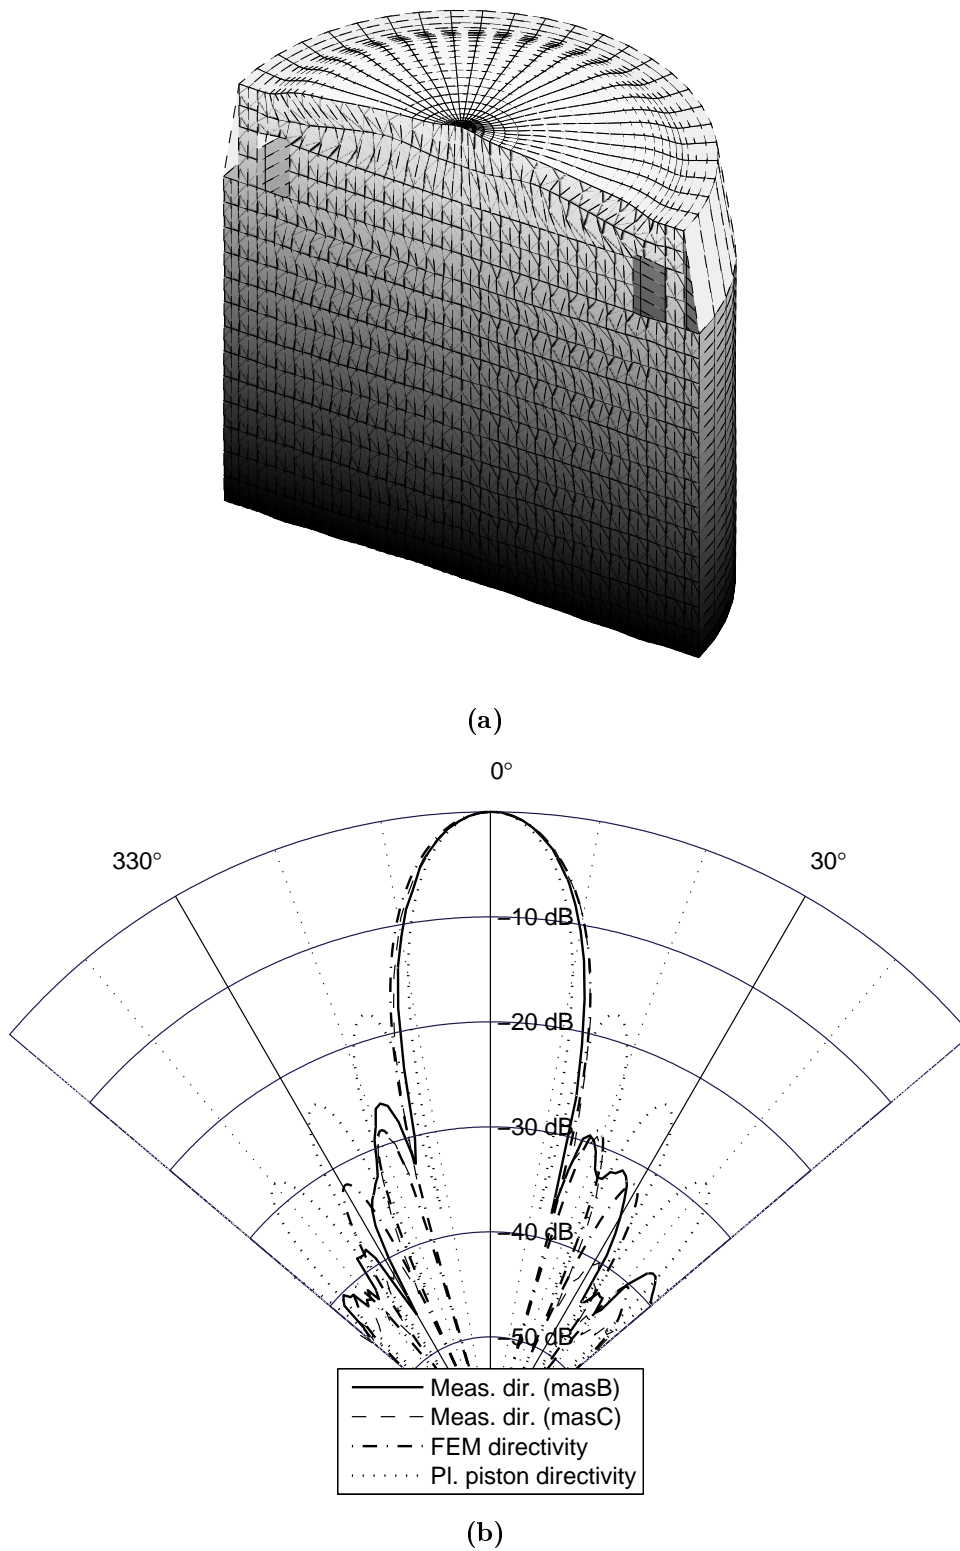 (a)
0°
330°
30°
−10 dB
−20 dB
−30 dB
−40 dB
−50 dB
Meas. dir. (masB)
Meas. dir. (masC)
FEM directivity
Pl. piston directivity
(b)